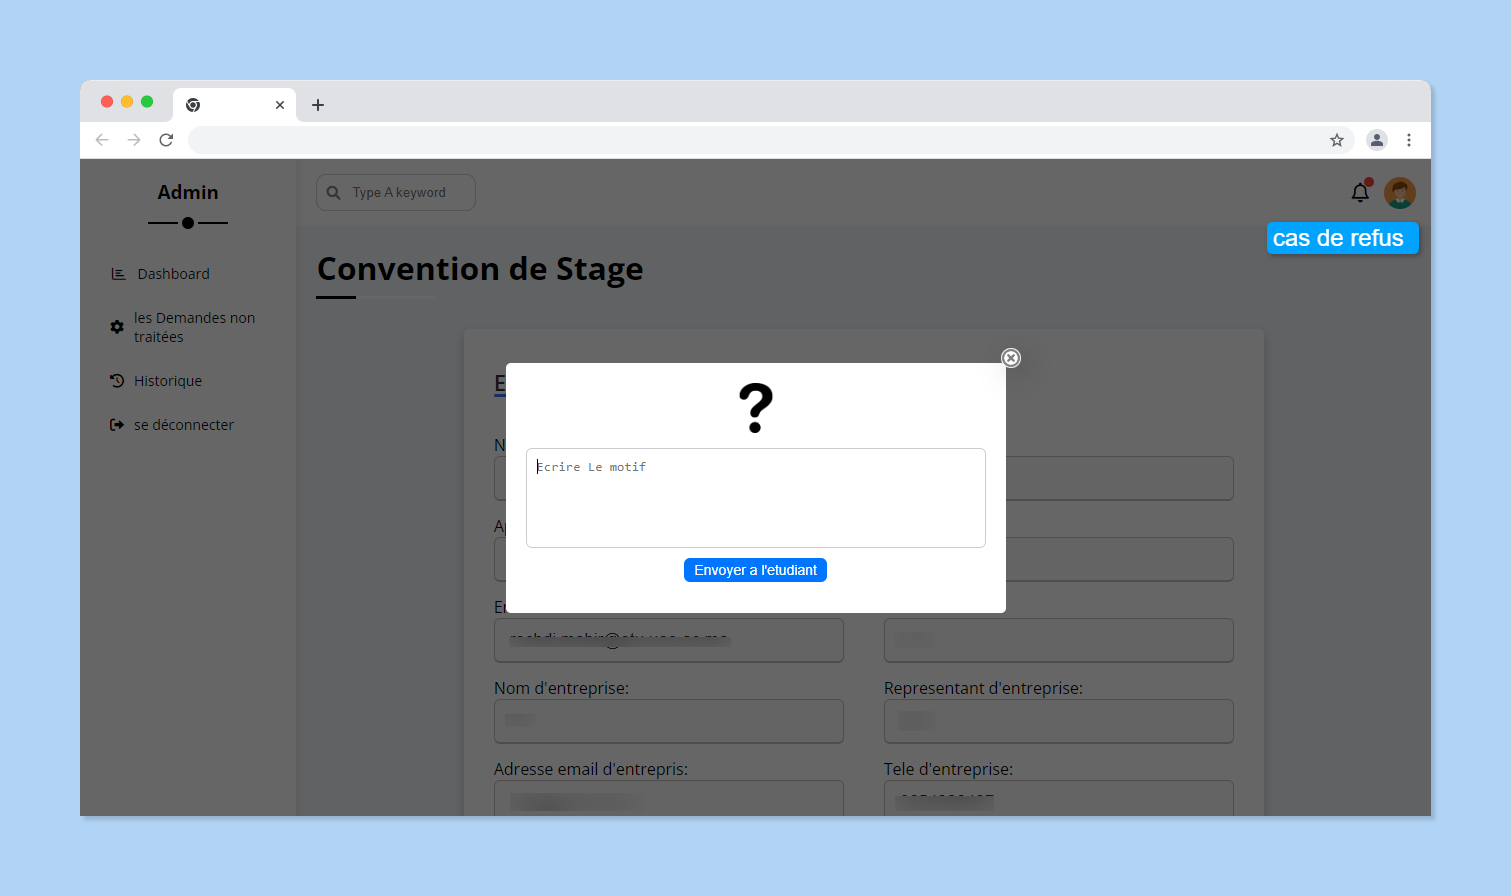 Admin
Type A keyword
cas de refus
Dashboard
les Demandes non
traitées
Historique
se déconnecter
Convention de Stage
E
?
Ecrire Le motif
Envoyer a l'etudiant
N
Nom d'entreprise:
Representant d'entreprise:
Adresse email d'entrepris:
Tele d'entreprise: